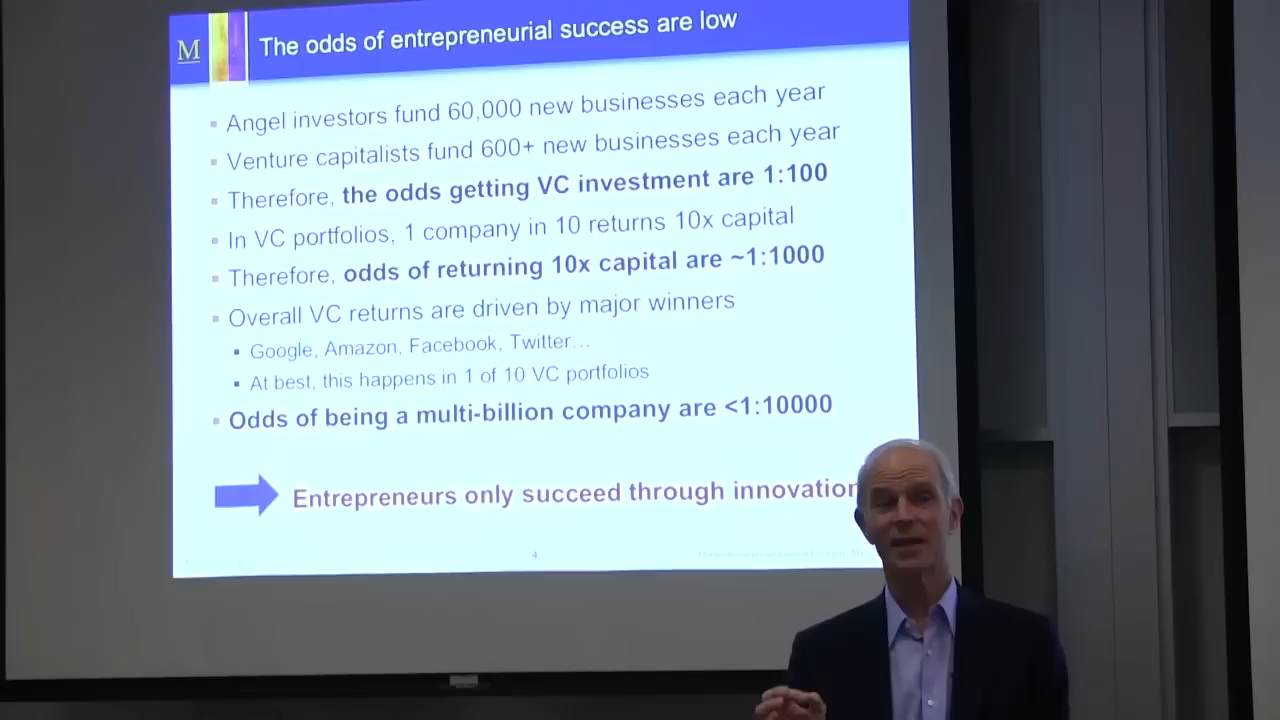 M
The odds of entrepreneurial success are low
Angel investors fund 60,000 new businesses each year
Venture capitalists fund 600+ new businesses each year
Therefore, the odds getting VC investment are 1:100
In VC portfolios, 1 company in 10 returns 10x capital
Therefore, odds of returning 10x capital are ~1:1000
Overall VC returns are driven by major winners
Google, Amazon, Facebook, Twitter…
At best, this happens in 1 of 10 VC portfolios
Odds of being a multi-billion company are <1:10000
Entrepreneurs only succeed through innovation
4